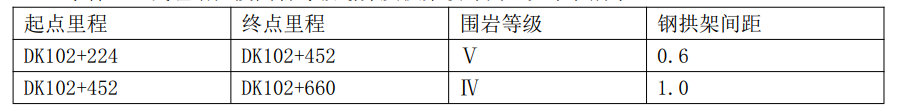 起点里程 终点里程 围岩等级 钢拱架间距
DK102+224 DK102+452 Ⅴ 0.6
DK102+452 DK102+660 Ⅳ 1.0